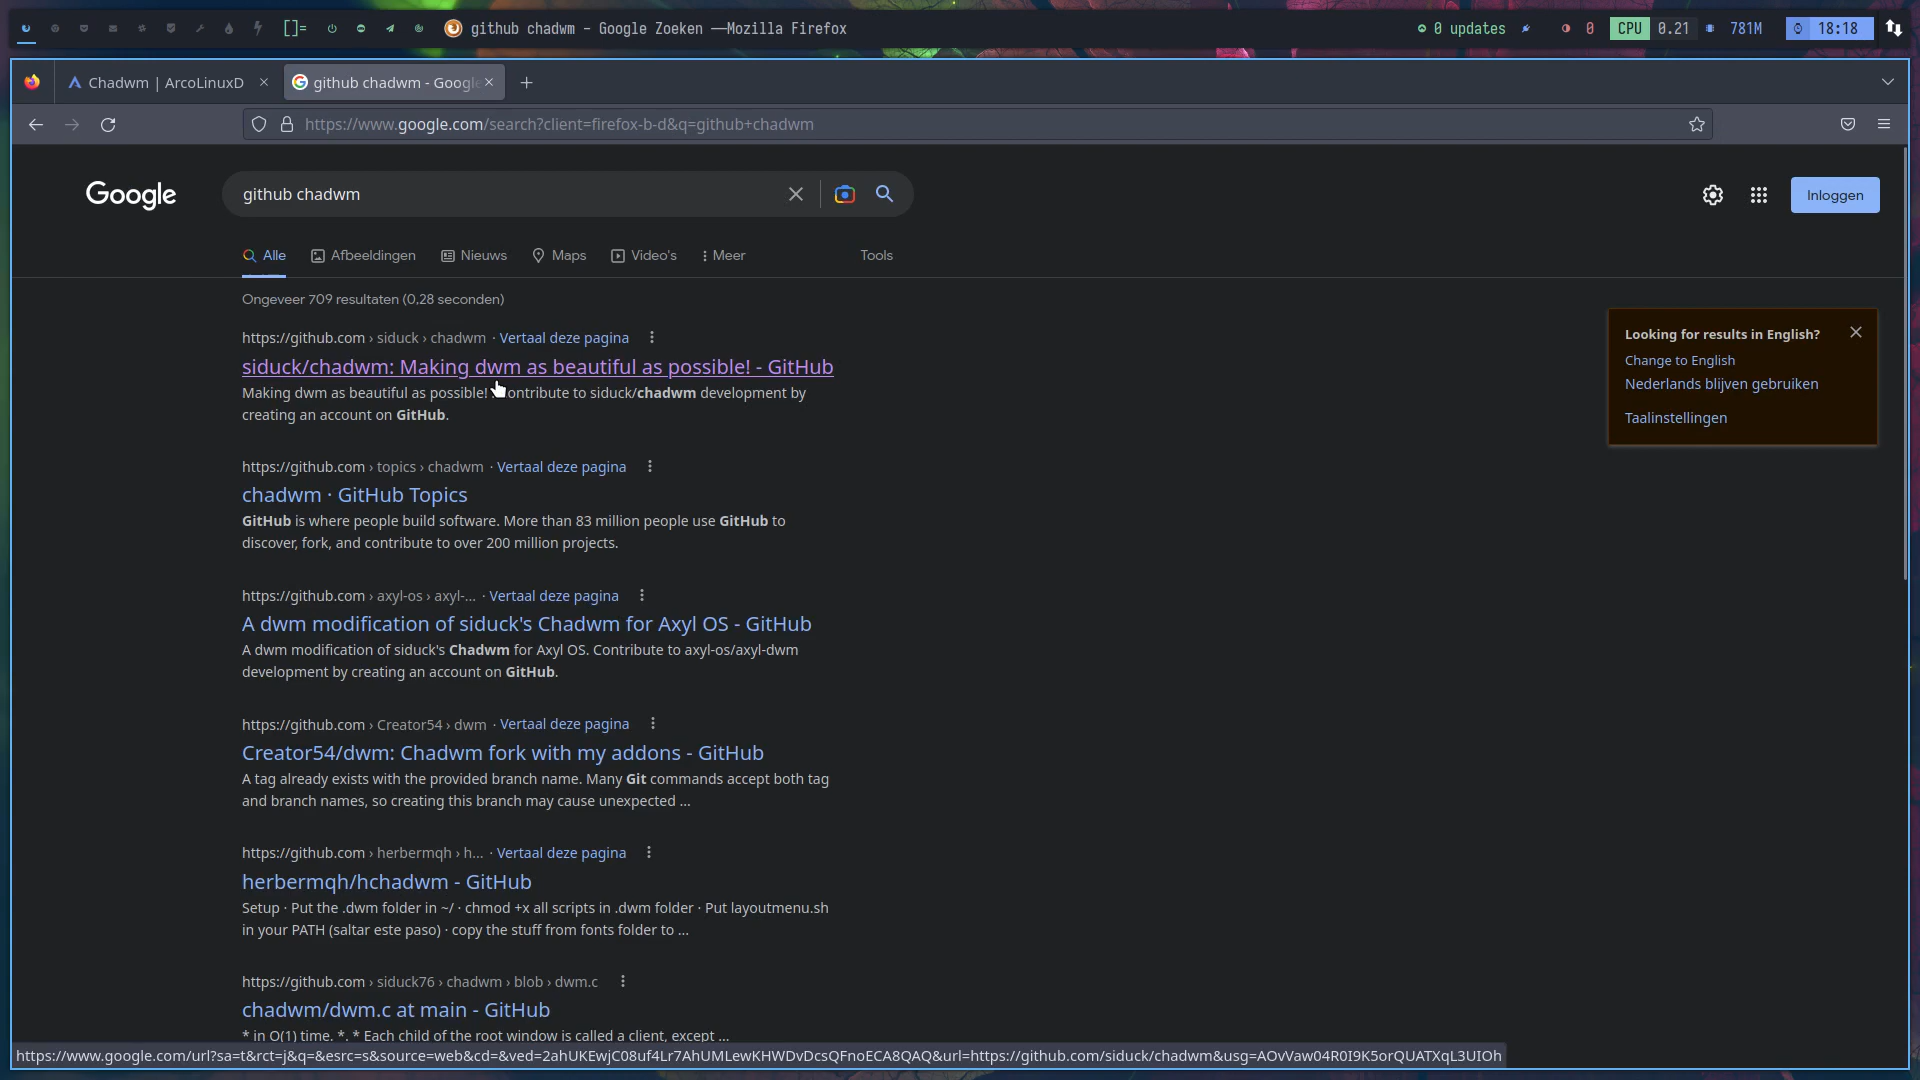 []=
github chadwm - Google Zoeken —Mozilla Firefox
0 updates
0
CPU 0.21
781M
18:18
Chadwm | ArcoLinuxD
github chadwm - Google
https://www.google.com/search?client=firefox-b-d&q=github+chadwm
Google
github chadwm
Inloggen
Alle
Afbeeldingen
Nieuws
Maps
Video's
Meer
Tools
Ongeveer 709 resultaten (0,28 seconden)
https://github.com › siduck › chadwm · Vertaal deze pagina
siduck/chadwm: Making dwm as beautiful as possible! - GitHub
Making dwm as beautiful as possible! ontribute to siduck/chadwm development by
creating an account on GitHub.
https://github.com › topics › chadwm · Vertaal deze pagina
chadwm · GitHub Topics
GitHub is where people build software. More than 83 million people use GitHub to
discover, fork, and contribute to over 200 million projects.
https://github.com › axyl-os › axyl-... · Vertaal deze pagina
A dwm modification of siduck's Chadwm for Axyl OS - GitHub
A dwm modification of siduck's Chadwm for Axyl OS. Contribute to axyl-os/axyl-dwm
development by creating an account on GitHub.
https://github.com › Creator54 › dwm · Vertaal deze pagina
Creator54/dwm: Chadwm fork with my addons - GitHub
A tag already exists with the provided branch name. Many Git commands accept both tag
and branch names, so creating this branch may cause unexpected ...
https://github.com › herbermqh › h... · Vertaal deze pagina
herbermqh/hchadwm - GitHub
Setup · Put the .dwm folder in ~/ · chmod +x all scripts in .dwm folder · Put layoutmenu.sh
in your PATH (saltar este paso) · copy the stuff from fonts folder to ...
https://github.com › siduck76 › chadwm › blob › dwm.c
chadwm/dwm.c at main - GitHub
* in O(1) time. *. * Each child of the root window is called a client, except ...
Looking for results in English?
Change to English
Nederlands blijven gebruiken
Taalinstellingen
https://www.google.com/url?sa=t&rct=j&q=&esrc=s&source=web&cd=&ved=2ahUKEwjC08uf4Lr7AhUMLewKHWDvDcsQFnoECA8QAQ&url=https://github.com/siduck/chadwm&usg=AOvVaw04R0I9K5orQUATXqL3UIOh